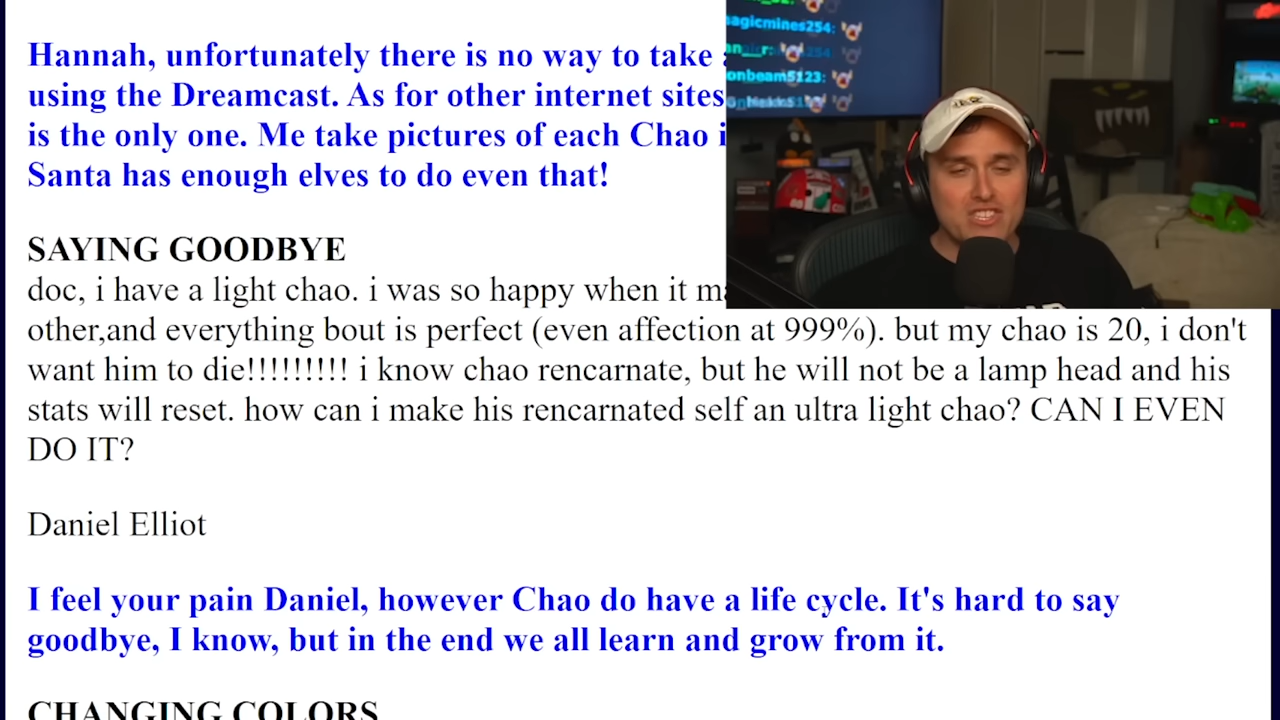 Hannah, unfortunately there is no way to take
using the Dreamcast. As for other internet sites
is the only one. Me take pictures of each Chao
Santa has enough elves to do even that!
agicmines254:
onbeam5123:
SAYING GOODBYE
doc, i have a light chao. i was so happy when it
other,and everything bout is perfect (even affection at 999%). but my chao is 20, i don't
want him to die!!!!!!!!! i know chao rencarnate, but he will not be a lamp head and his
stats will reset. how can i make his rencarnated self an ultra light chao? CAN I EVEN
DO IT?
Daniel Elliot
I feel your pain Daniel, however Chao do have a life cycle. It's hard to say
goodbye, I know, but in the end we all learn and grow from it.
CHANGING COLORS